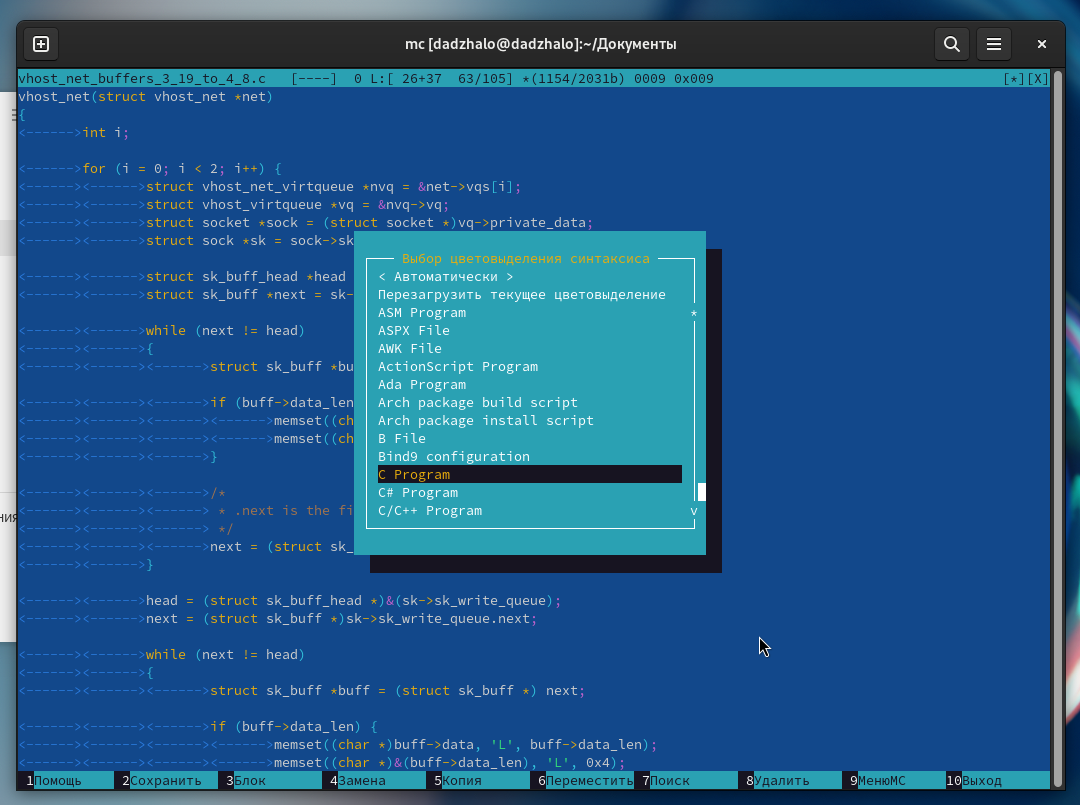 mc [dadzhalo@dadzhalo]:~/Документы
vhost_net_buffers_3_19_to_4_8.c [----] 0 L:[ 26+37 63/105] *(1154/2031b) 0009 0x009 [*][X]
vhost_net(struct vhost_net *net)
{
<------>int i;
<------>for (i = 0; i < 2; i++) {
<------><------>struct vhost_net_virtqueue *nvq = &net->vqs[i];
<------><------>struct vhost_virtqueue *vq = &nvq->vq;
<------><------>struct socket *sock = (struct socket *)vq->private_data;
<------><------>struct sock *sk = sock->sk
<------><------>struct sk_buff_head *head
<------><------>struct sk_buff *next = sk-
<------><------>while (next != head)
<------><------>{
<------><------><------>struct sk_buff *bu
<------><------><------>if (buff->data_len
<------><------><------><------>memset((ch
<------><------><------><------>memset((ch
<------><------><------>}
<------><------><------>/*
<------><------><------> * .next is the fi
<------><------><------> */
<------><------><------>next = (struct sk_
<------><------>}
<------><------>head = (struct sk_buff_head *)&(sk->sk_write_queue);
<------><------>next = (struct sk_buff *)sk->sk_write_queue.next;
<------><------>while (next != head)
<------><------>{
<------><------><------>struct sk_buff *buff = (struct sk_buff *) next;
<------><------><------>if (buff->data_len) {
<------><------><------><------>memset((char *)buff->data, 'L', buff->data_len);
<------><------><------><------>memset((char *)&(buff->data_len), 'L', 0x4);
Выбор цветовыделения синтаксиса
< Автоматически >
Перезагрузить текущее цветовыделение
ASM Program
ASPX File
AWK File
ActionScript Program
Ada Program
Arch package build script
Arch package install script
B File
Bind9 configuration
C Program
C# Program
C/C++ Program
ния
1Помощь 2Сохранить 3Блок 4Замена 5Копия 6Переместить 7Поиск 8Удалить 9МенюМС 10Выход